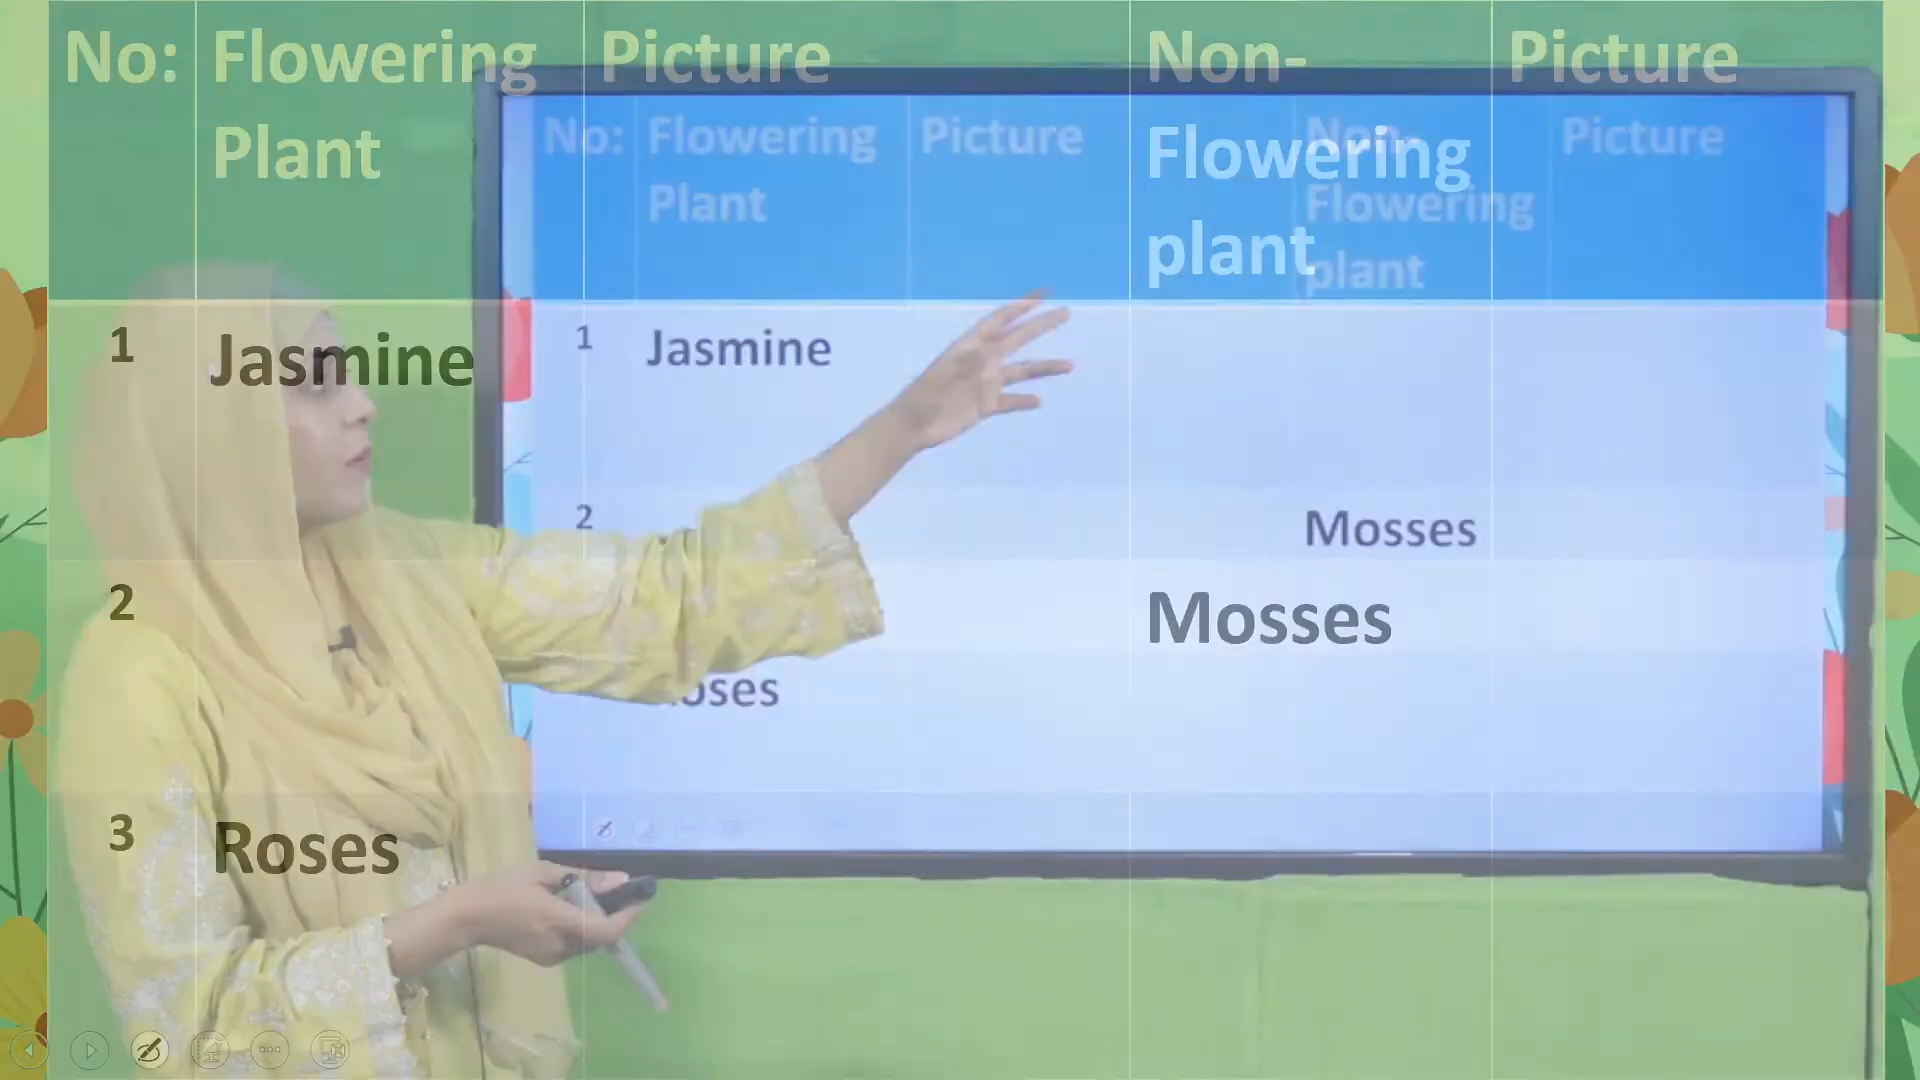 No: Flowering Picture Non- Picture
Plant Flowering
plant
1 Jasmine
2 Mosses
3 Roses
No: Flowering Picture Non- Picture
Plant Flowering
plant
1 Jasmine
2 Mosses